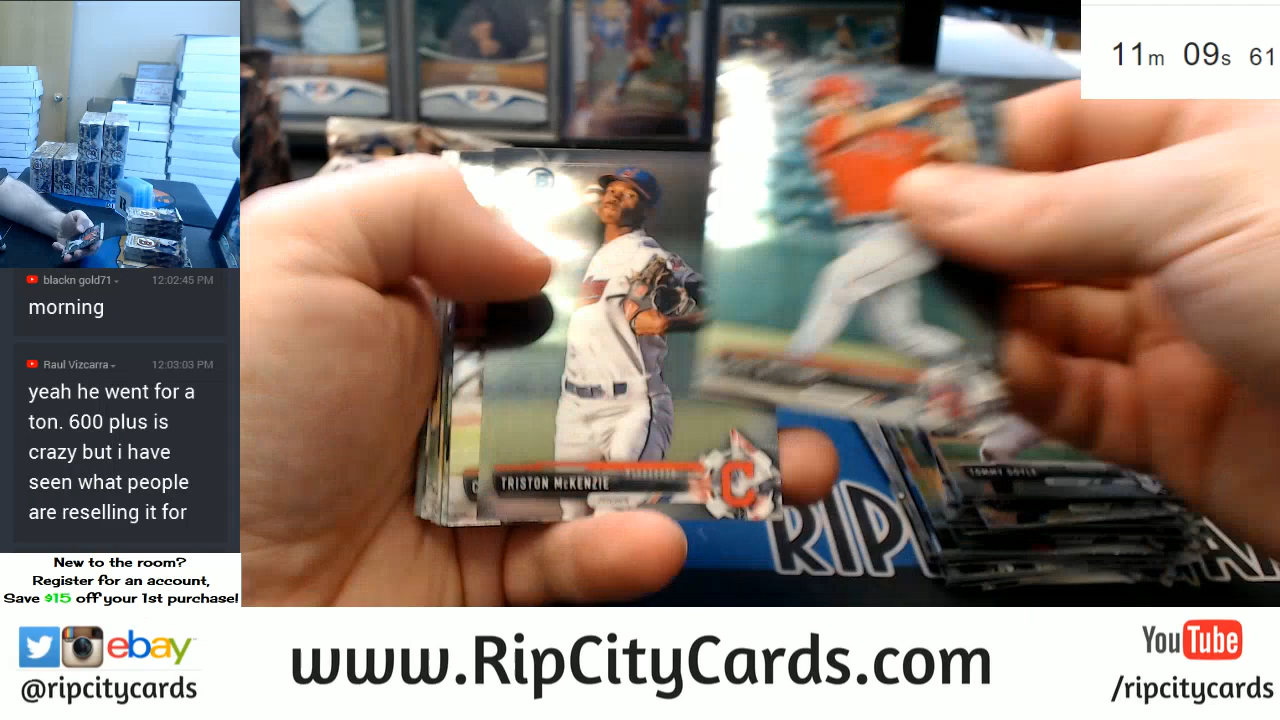 11m 09s 61
blackn gold71 12:02:45 PM
morning
Raul Vizcarra 12:03:03 PM
yeah he went for a
ton. 600 plus is
crazy but i have
seen what people
are reselling it for
New to the room?
Register for an account,
Save $15 off your 1st purchase!
TRISTON McKENZIE
C
TOMMY DOYLE
RIP
ebay
@ripcitycards
www.RipCityCards.com
YouTube
/ripcitycards